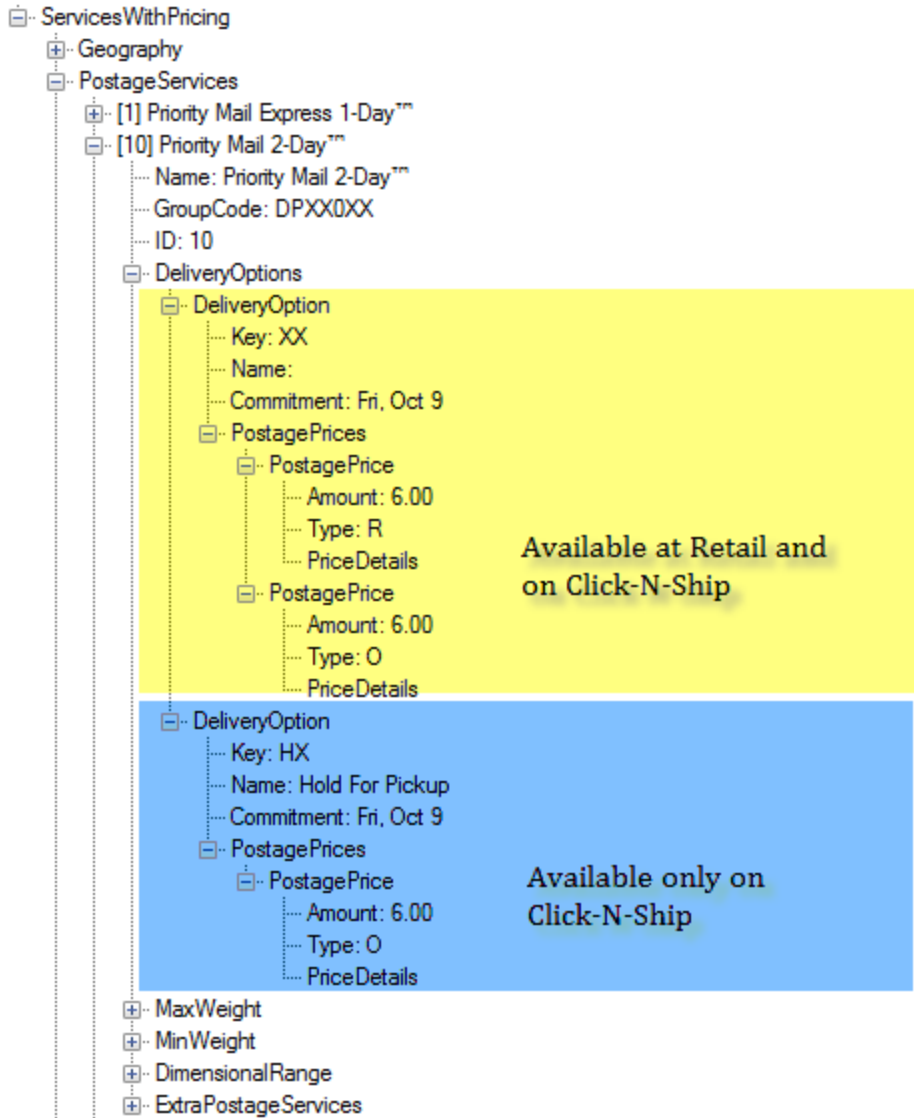 ServicesWithPricing
Geography
PostageServices
[1] Priority Mail Express 1-Day™
[10] Priority Mail 2-Day™
Name: Priority Mail 2-Day™
GroupCode: DPXX0XX
ID: 10
DeliveryOptions
DeliveryOption
Key: XX
Name:
Commitment: Fri, Oct 9
PostagePrices
PostagePrice
Amount: 6.00
Type: R
PriceDetails
PostagePrice
Amount: 6.00
Type: O
PriceDetails
Available at Retail and
on Click-N-Ship
DeliveryOption
Key: HX
Name: Hold For Pickup
Commitment: Fri, Oct 9
PostagePrices
PostagePrice
Amount: 6.00
Type: O
PriceDetails
Available only on
Click-N-Ship
MaxWeight
MinWeight
DimensionalRange
ExtraPostageServices